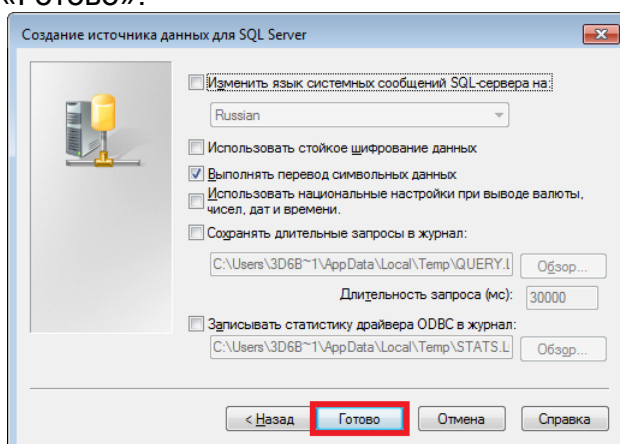 «Готово».
Создание источника данных для SQL Server
Изменить язык системных сообщений SQL-сервера на:
Russian
Использовать стойкое шифрование данных
Выполнять перевод символьных данных
Использовать национальные настройки при выводе валюты,
чисел, дат и времени.
Сохранять длительные запросы в журнал:
C:\Users\3D6B~1\AppData\Local\Temp\QUERY.L Обзор...
Длительность запроса (мс): 30000
Записывать статистику драйвера ODBC в журнал:
C:\Users\3D6B~1\AppData\Local\Temp\STATS.L Обзор...
< Назад Готово Отмена Справка